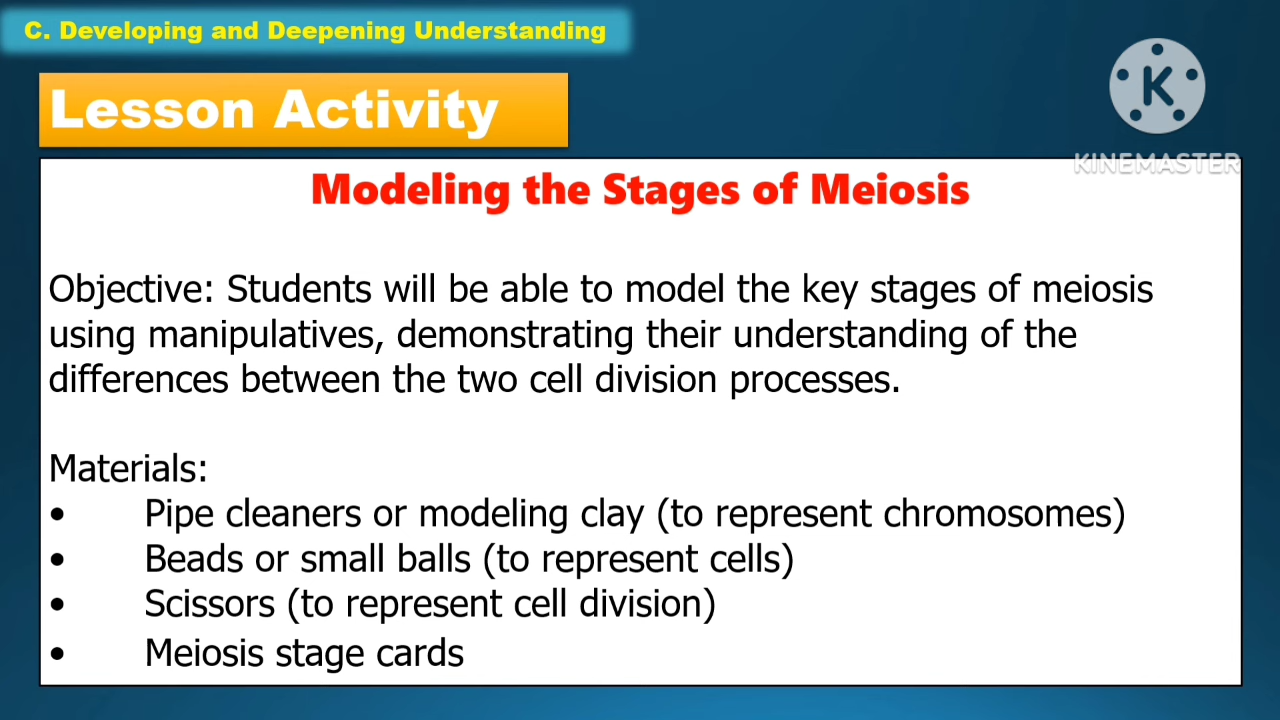 C. Developing and Deepening Understanding
Lesson Activity
K
KINEMASTER
Modeling the Stages of Meiosis
Objective: Students will be able to model the key stages of meiosis
using manipulatives, demonstrating their understanding of the
differences between the two cell division processes.
Materials:
• Pipe cleaners or modeling clay (to represent chromosomes)
• Beads or small balls (to represent cells)
• Scissors (to represent cell division)
• Meiosis stage cards